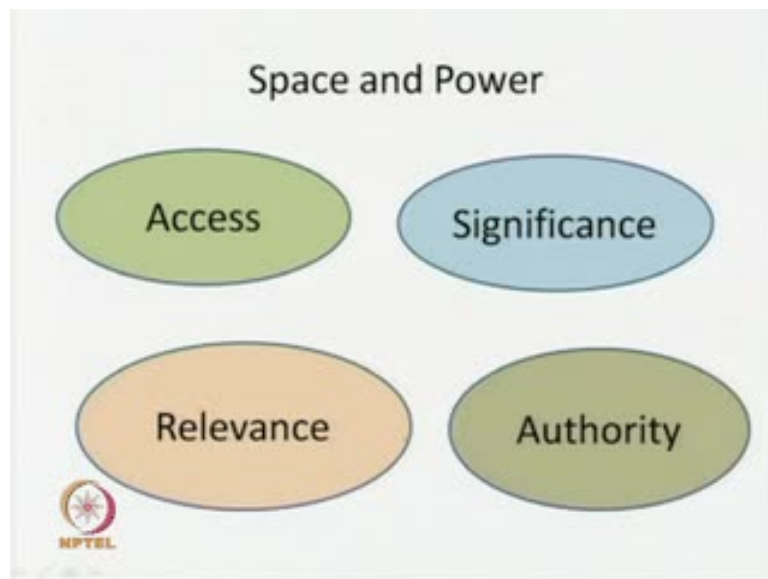 Space and Power
Access
Significance
Relevance
Authority
NPTEL